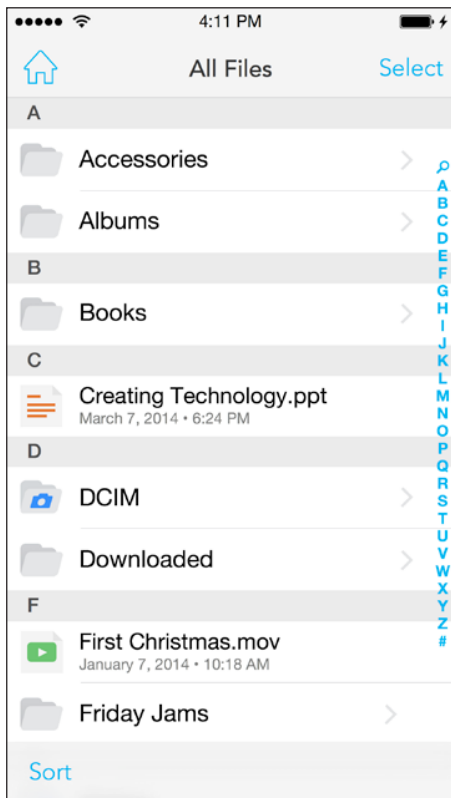 4:11 PM
All Files
Select
A
Accessories
Albums
B
Books
C
Creating Technology.ppt
March 7, 2014 • 6:24 PM
D
DCIM
Downloaded
F
First Christmas.mov
January 7, 2014 • 10:18 AM
Friday Jams
Sort
A
B
C
D
E
F
G
H
I
J
K
L
M
N
O
P
Q
R
S
T
U
V
W
X
Y
Z
#